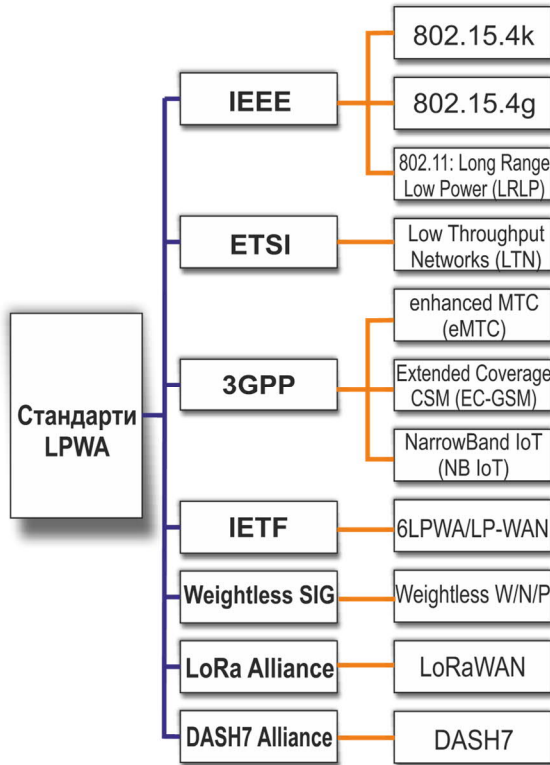 Стандарти
LPWA
IEEE
802.15.4k
802.15.4g
802.11: Long Range
Low Power (LRLP)
ETSI
Low Throughput
Networks (LTN)
3GPP
enhanced MTC
(eMTC)
Extended Coverage
CSM (EC-GSM)
NarrowBand IoT
(NB IoT)
IETF
6LPWA/LP-WAN
Weightless SIG
Weightless W/N/P
LoRa Alliance
LoRaWAN
DASH7 Alliance
DASH7